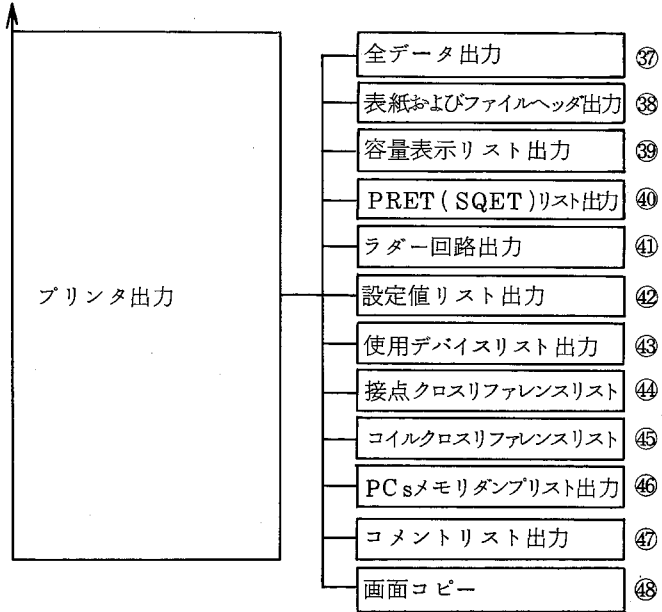 全データ出力 ㊲
表紙およびファイルヘッダ出力 ㊳
容量表示リスト出力 ㊴
PRET(SQET)リスト出力 ㊵
ラダー回路出力 ㊶
プリンタ出力
設定値リスト出力 ㊷
使用デバイスリスト出力 ㊸
接点クロスリファレンスリスト ㊹
コイルクロスリファレンスリスト ㊺
PCsメモリダンプリスト出力 ㊻
コメントリスト出力 ㊼
画面コピー ㊽